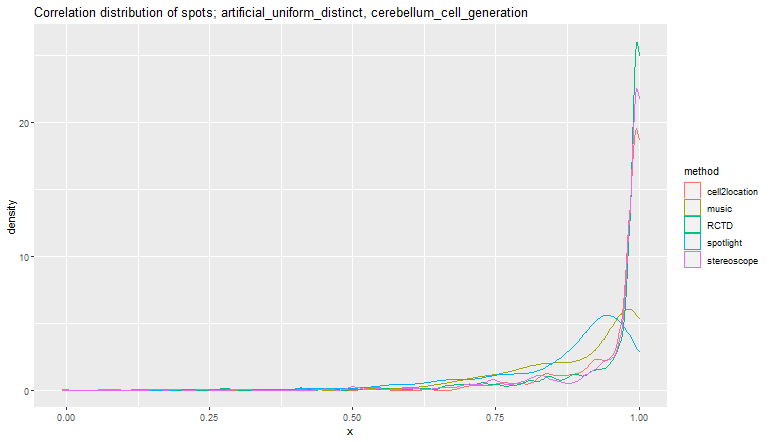 Correlation distribution of spots; artificial_uniform_distinct, cerebellum_cell_generation
20
10
0
density
0.00
0.25
0.50
0.75
1.00
x
method
cell2location
music
RCTD
spotlight
stereoscope